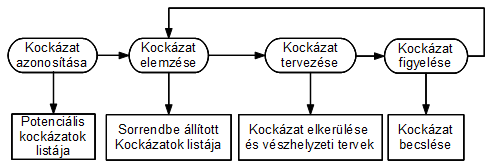 Kockázat
azonosítása
Kockázat
elemzése
Kockázat
tervezése
Kockázat
figyelése
Potenciális
kockázatok
listája
Sorrendbe állított
Kockázatok listája
Kockázat elkerülése
és vészhelyzeti tervek
Kockázat
becslése